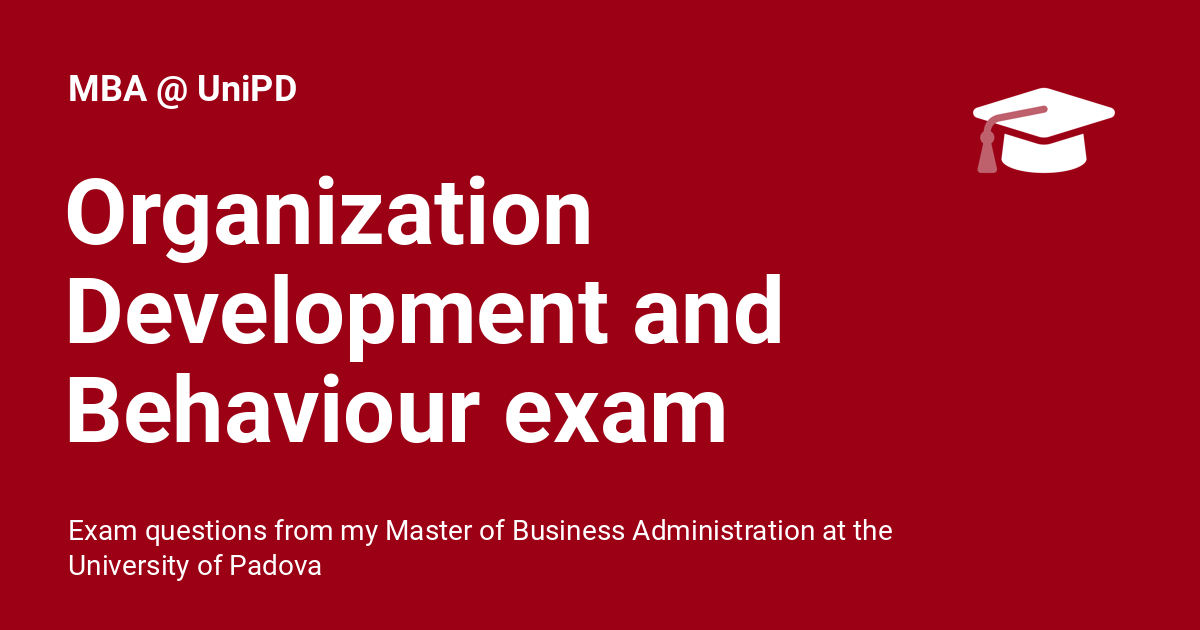 MBA @ UniPD
Organization
Development and
Behaviour exam
Exam questions from my Master of Business Administration at the
University of Padova